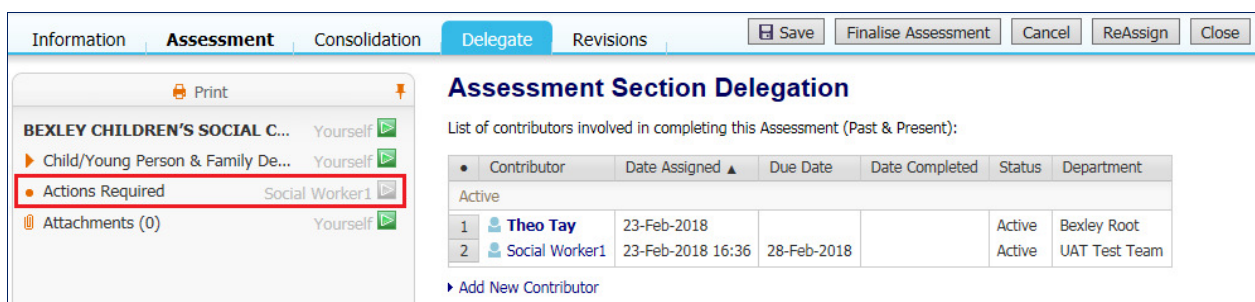 Information Assessment Consolidation Delegate Revisions Save Finalise Assessment Cancel ReAssign Close
Print
BEXLEY CHILDREN'S SOCIAL C... Yourself
Child/Young Person & Family De... Yourself
Actions Required Social Worker1
Attachments (0) Yourself
Assessment Section Delegation
List of contributors involved in completing this Assessment (Past & Present):
Contributor Date Assigned ▲ Due Date Date Completed Status Department
Active
1 Theo Tay 23-Feb-2018 Active Bexley Root
2 Social Worker1 23-Feb-2018 16:36 28-Feb-2018 Active UAT Test Team
Add New Contributor